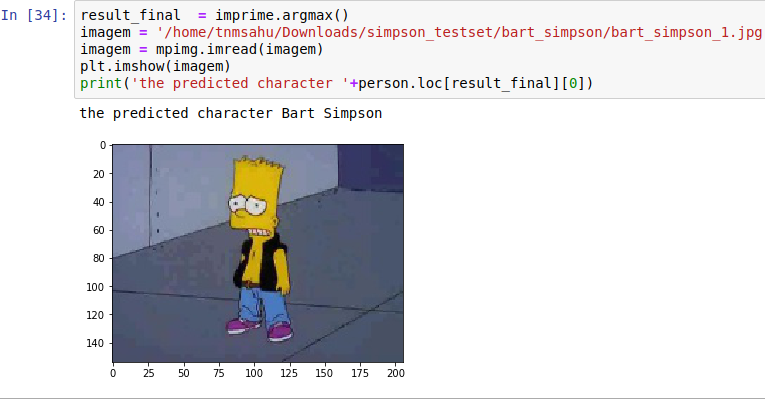 In [34]: result_final  = imprime.argmax()
imagem = '/home/tnmsahu/Downloads/simpson_testset/bart_simpson/bart_simpson_1.jpg
imagem = mpimg.imread(imagem)
plt.imshow(imagem)
print('the predicted character '+person.loc[result_final][0])
the predicted character Bart Simpson
0
20
40
60
80
100
120
140
0 25 50 75 100 125 150 175 200